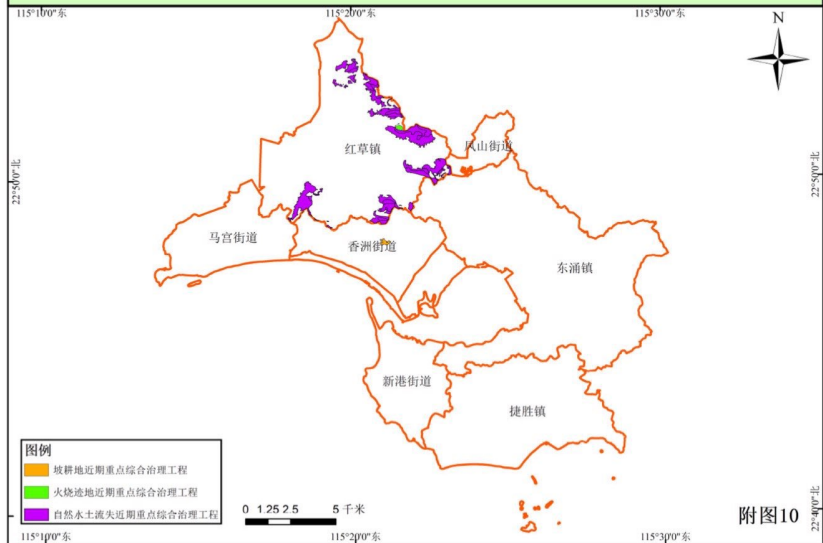 115°10'0"东
115°20'0"东
115°30'0"东
N
22°50'0"北
22°50'0"北
红草镇
凤山街道
马宫街道
香洲街道
东涌镇
新港街道
捷胜镇
图例
坡耕地近期重点综合治理工程
火烧迹地近期重点综合治理工程
自然水土流失近期重点综合治理工程
0 1.25 2.5 5 千米
附图10
115°10'0"东
115°20'0"东
115°30'0"东